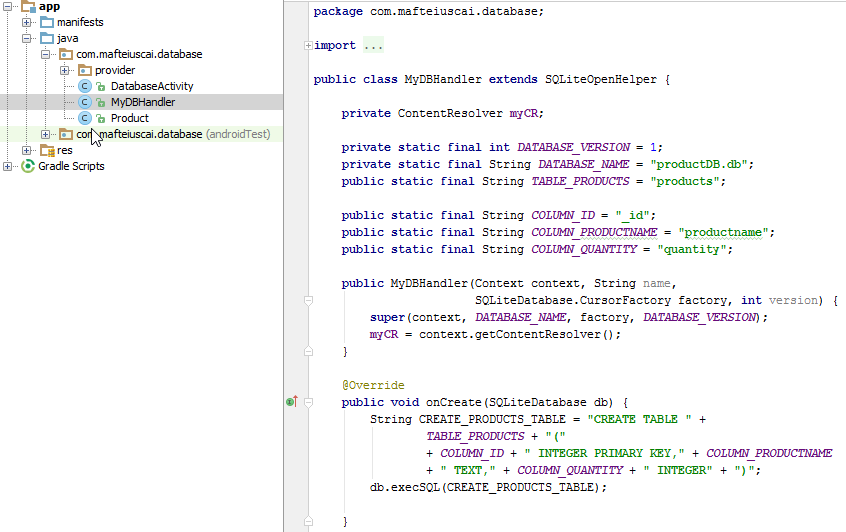 app
manifests
java
com.mafteiuscai.database
provider
DatabaseActivity
MyDBHandler
Product
com.mafteiuscai.database (androidTest)
res
Gradle Scripts
package com.mafteiuscai.database;
import ...
public class MyDBHandler extends SQLiteOpenHelper {
private ContentResolver myCR;
private static final int DATABASE_VERSION = 1;
private static final String DATABASE_NAME = "productDB.db";
public static final String TABLE_PRODUCTS = "products";
public static final String COLUMN_ID = "_id";
public static final String COLUMN_PRODUCTNAME = "productname";
public static final String COLUMN_QUANTITY = "quantity";
public MyDBHandler(Context context, String name,
SQLiteDatabase.CursorFactory factory, int version) {
super(context, DATABASE_NAME, factory, DATABASE_VERSION);
myCR = context.getContentResolver();
}
@Override
public void onCreate(SQLiteDatabase db) {
String CREATE_PRODUCTS_TABLE = "CREATE TABLE " +
TABLE_PRODUCTS + "("
+ COLUMN_ID + " INTEGER PRIMARY KEY," + COLUMN_PRODUCTNAME
+ " TEXT," + COLUMN_QUANTITY + " INTEGER" + ")";
db.execSQL(CREATE_PRODUCTS_TABLE);
}